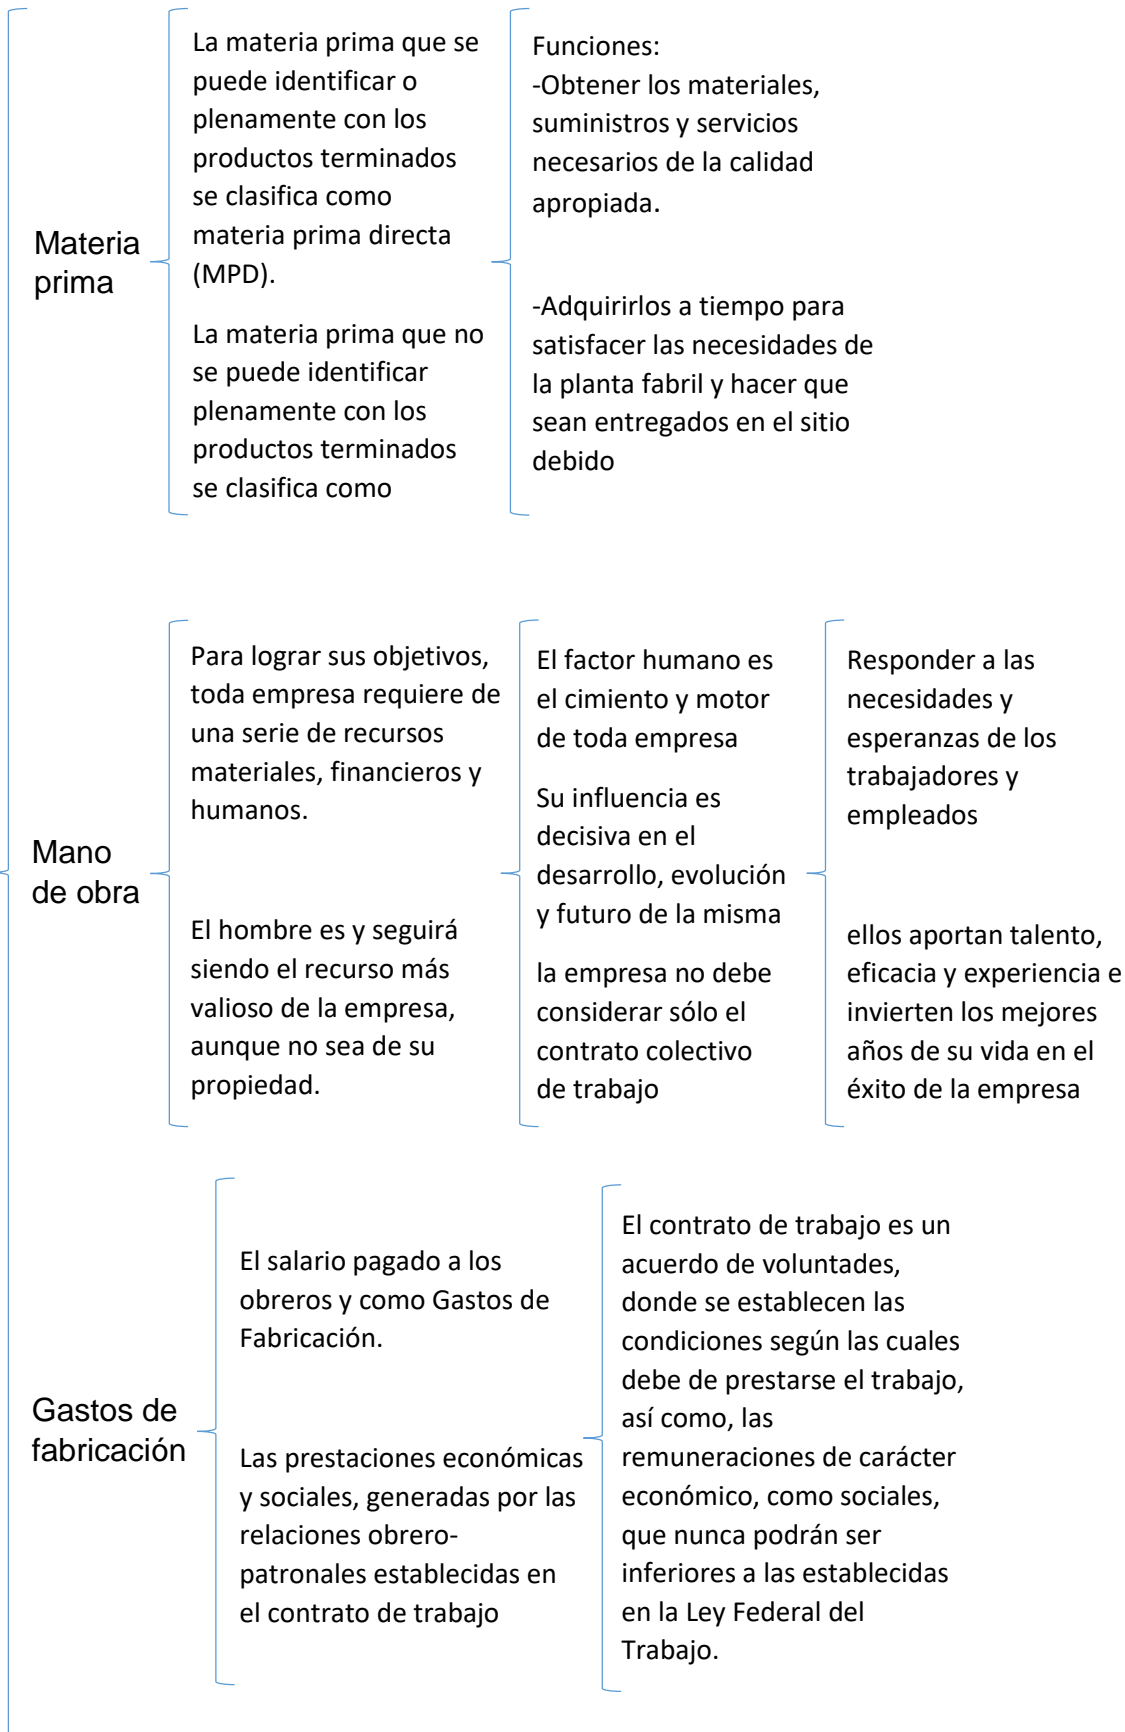 Materia
prima
La materia prima que se
puede identificar o
plenamente con los
productos terminados
se clasifica como
materia prima directa
(MPD).
La materia prima que no
se puede identificar
plenamente con los
productos terminados
se clasifica como
Funciones:
-Obtener los materiales,
suministros y servicios
necesarios de la calidad
apropiada.
-Adquirirlos a tiempo para
satisfacer las necesidades de
la planta fabril y hacer que
sean entregados en el sitio
debido
Mano
de obra
Para lograr sus objetivos,
toda empresa requiere de
una serie de recursos
materiales, financieros y
humanos.
El hombre es y seguirá
siendo el recurso más
valioso de la empresa,
aunque no sea de su
propiedad.
El factor humano es
el cimiento y motor
de toda empresa
Su influencia es
decisiva en el
desarrollo, evolución
y futuro de la misma
la empresa no debe
considerar sólo el
contrato colectivo
de trabajo
Responder a las
necesidades y
esperanzas de los
trabajadores y
empleados
ellos aportan talento,
eficacia y experiencia e
invierten los mejores
años de su vida en el
éxito de la empresa
Gastos de
fabricación
El salario pagado a los
obreros y como Gastos de
Fabricación.
Las prestaciones económicas
y sociales, generadas por las
relaciones obrero-
patronales establecidas en
el contrato de trabajo
El contrato de trabajo es un
acuerdo de voluntades,
donde se establecen las
condiciones según las cuales
debe de prestarse el trabajo,
así como, las
remuneraciones de carácter
económico, como sociales,
que nunca podrán ser
inferiores a las establecidas
en la Ley Federal del
Trabajo.